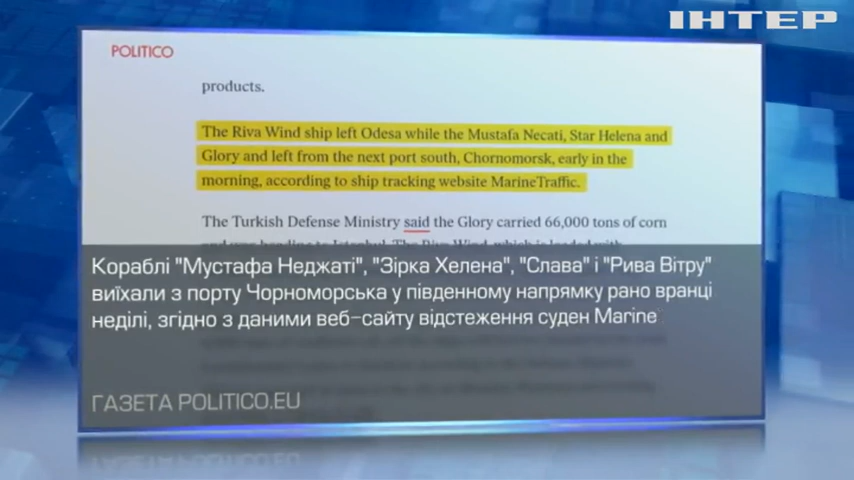 ІНТЕР
POLITICO
products.
The Riva Wind ship left Odesa while the Mustafa Necati, Star Helena and
Glory and left from the next port south, Chornomorsk, early in the
morning, according to ship tracking website MarineTraffic.
The Turkish Defense Ministry said the Glory carried 66,000 tons of corn
Кораблі "Мустафа Неджаті", "Зірка Хелена", "Слава" і "Рива Вітру"
виїхали з порту Чорноморська у південному напрямку рано вранці
неділі, згідно з даними веб-сайту відстеження суден Marine
ГАЗЕТА POLITICO.EU